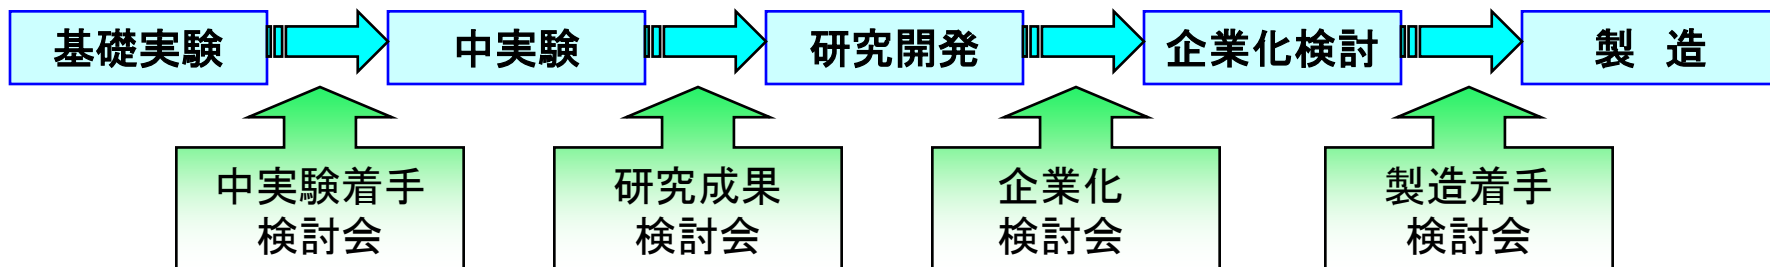 基礎実験
中実験
研究開発
企業化検討
製 造
中実験着手
検討会
研究成果
検討会
企業化
検討会
製造着手
検討会